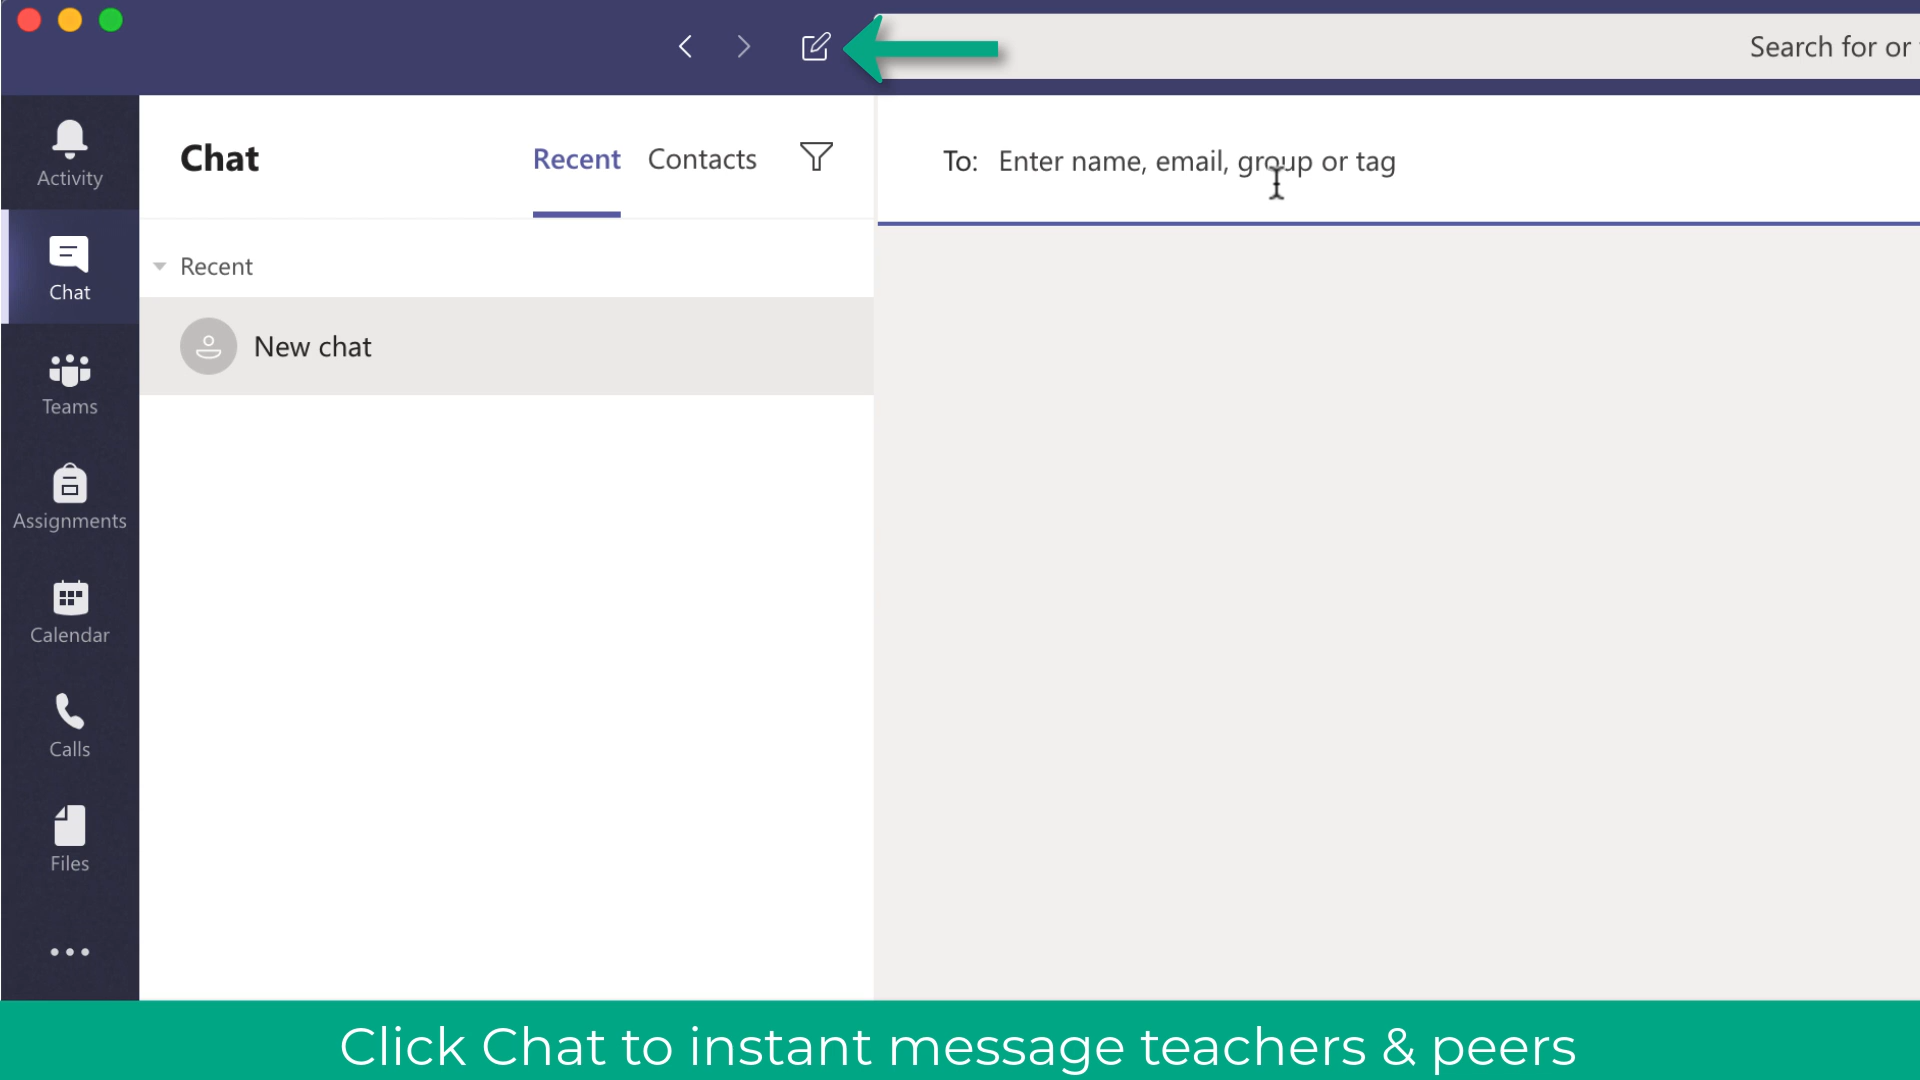 Search for or
Activity
Chat
Teams
Assignments
Calendar
Calls
Files
Chat
Recent
Contacts
Recent
New chat
To: Enter name, email, group or tag
Click Chat to instant message teachers & peers